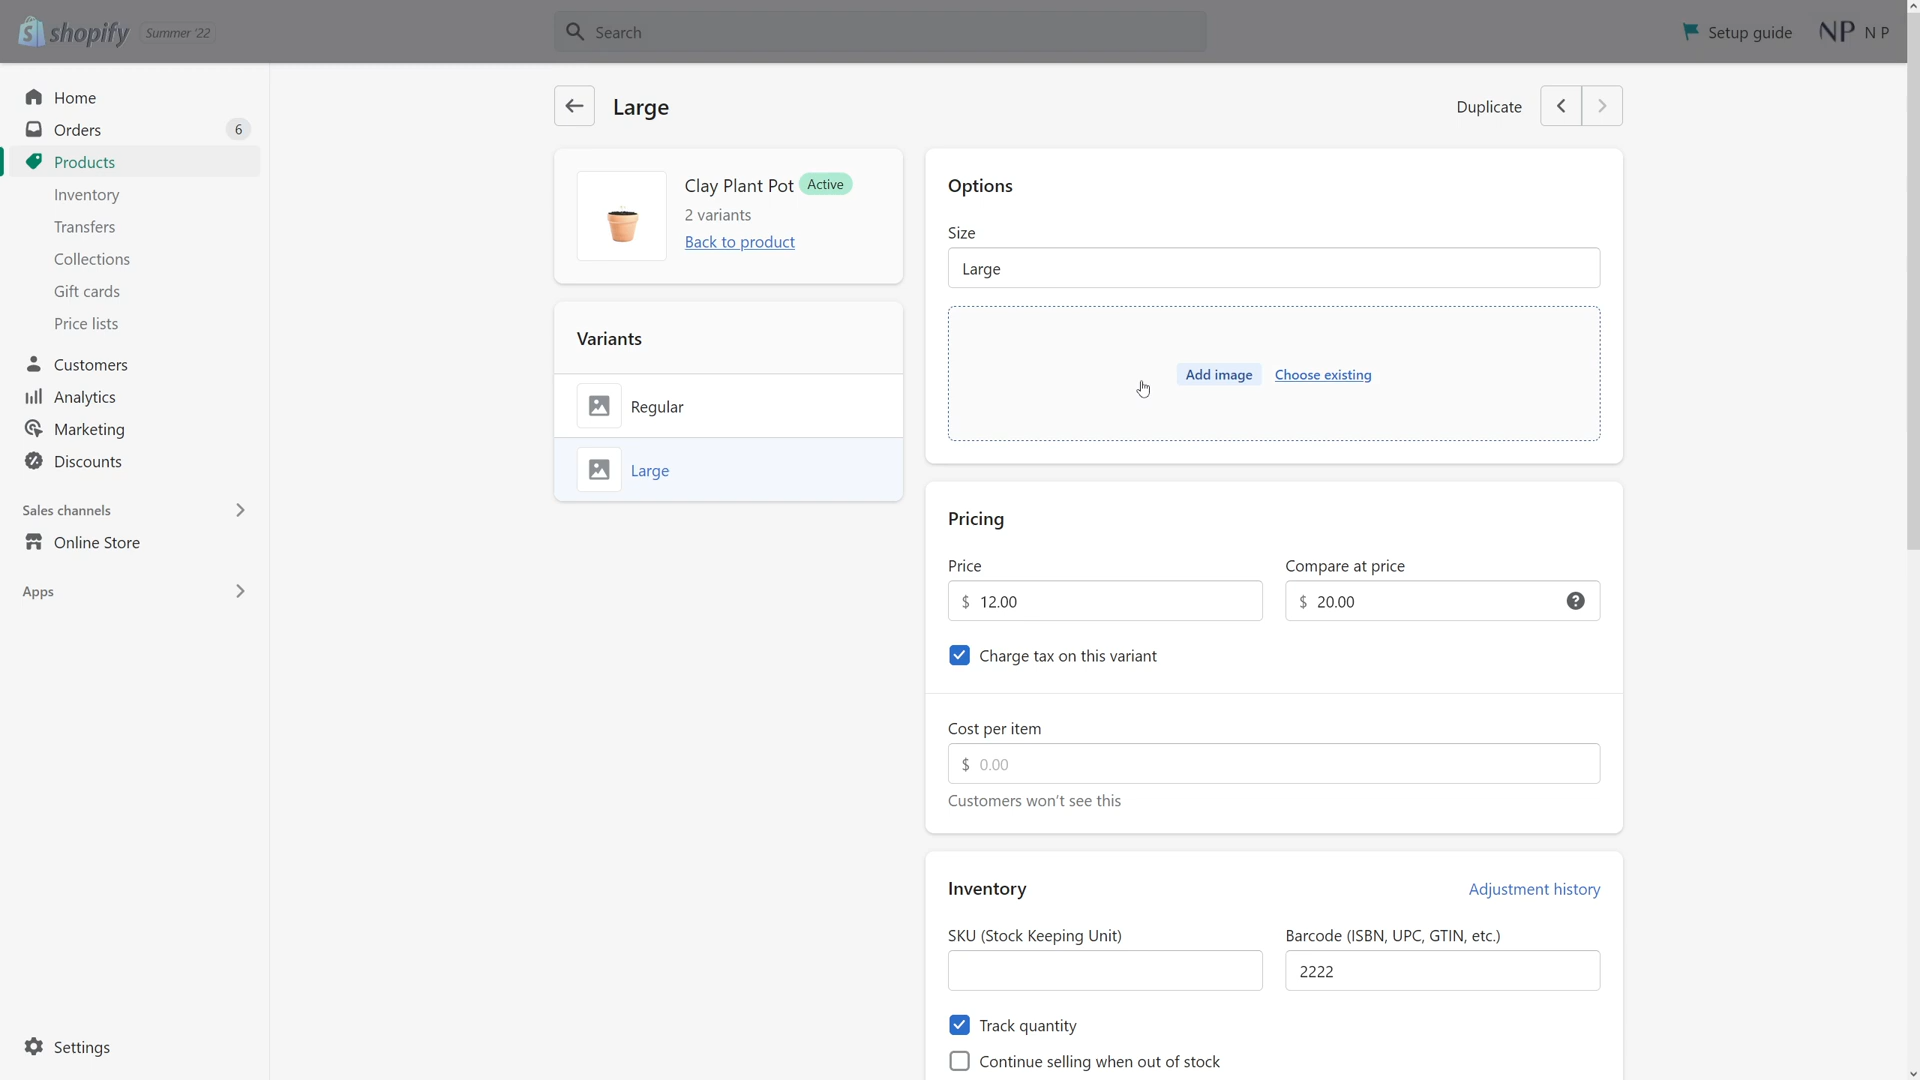 shopify Summer '22
Search
Setup guide
NP N P
Home
Orders 6
Products
Inventory
Transfers
Collections
Gift cards
Price lists
Customers
Analytics
Marketing
Discounts
Sales channels
Online Store
Apps
Settings
Large
Duplicate
Clay Plant Pot Active
2 variants
Back to product
Variants
Regular
Large
Options
Size
Large
Add image Choose existing
Pricing
Price Compare at price
$ 12.00 $ 20.00
Charge tax on this variant
Cost per item
$ 0.00
Customers won't see this
Inventory Adjustment history
SKU (Stock Keeping Unit) Barcode (ISBN, UPC, GTIN, etc.)
2222
Track quantity
Continue selling when out of stock